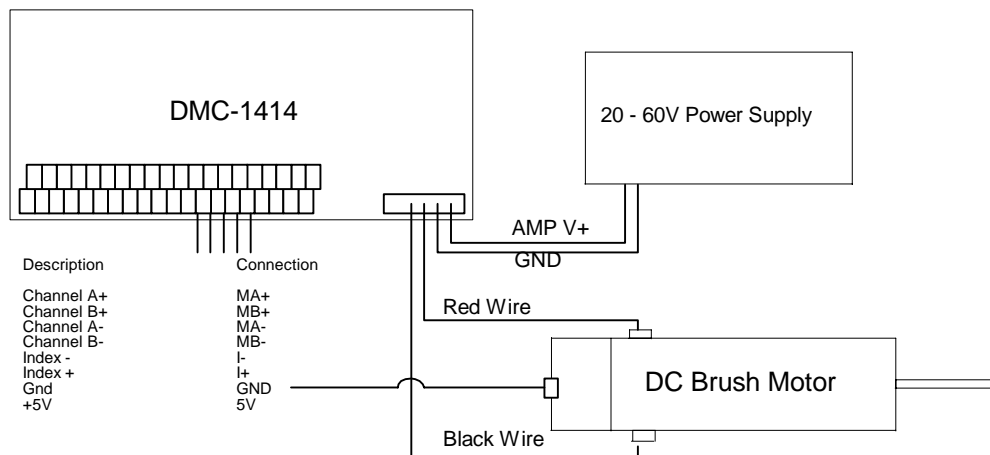 DMC-1414
20 - 60V Power Supply
AMP V+
GND
Description Connection
Channel A+ MA+
Channel B+ MB+
Channel A- MA-
Channel B- MB-
Index - I-
Index + I+
Gnd GND
+5V 5V
Red Wire
DC Brush Motor
Black Wire